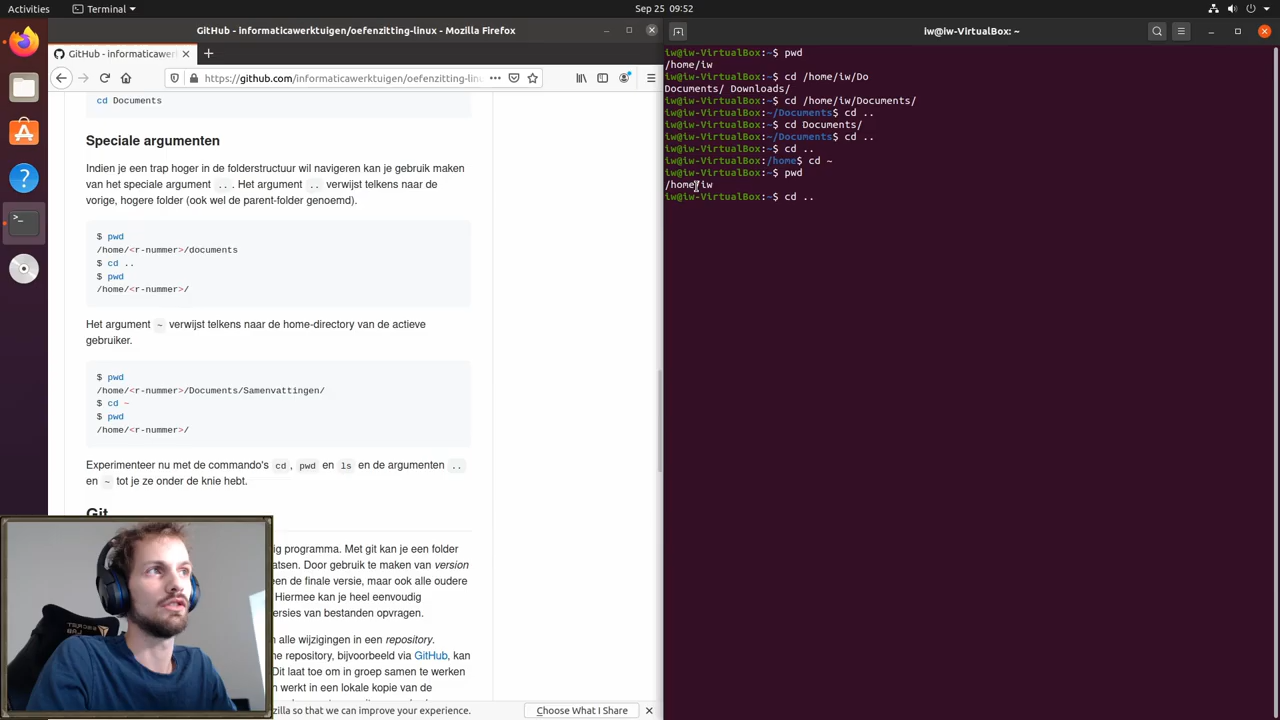 Activities
Terminal
Sep 25 09:52
GitHub - informaticawerktuigen/oefenzitting-linux - Mozilla Firefox
GitHub - informaticawer
https://github.com/informaticawerktuigen/oefenzitting-lin
cd Documents
Speciale argumenten
Indien je een trap hoger in de folderstructuur wil navigeren kan je gebruik maken
van het speciale argument .. . Het argument .. verwijst telkens naar de
vorige, hogere folder (ook wel de parent-folder genoemd).
$ pwd
/home/<r-nummer>/documents
$ cd ..
$ pwd
/home/<r-nummer>/
Het argument ~ verwijst telkens naar de home-directory van de actieve
gebruiker.
$ pwd
/home/<r-nummer>/Documents/Samenvattingen/
$ cd ~
$ pwd
/home/<r-nummer>/
Experimenteer nu met de commando's cd, pwd en ls en de argumenten ..
en ~ tot je ze onder de knie hebt.
Git
ig programma. Met git kan je een folder
atsen. Door gebruik te maken van version
een de finale versie, maar ook alle oudere
Hiermee kan je heel eenvoudig
ersies van bestanden opvragen.
n alle wijzigingen in een repository.
ne repository, bijvoorbeeld via GitHub, kan
Dit laat toe om in groep samen te werken
n werkt in een lokale kopie van de
zilla so that we can improve your experience.
Choose What I Share
iw@iw-VirtualBox: ~
iw@iw-VirtualBox:~$ pwd
/home/iw
iw@iw-VirtualBox:~$ cd /home/iw/Do
Documents/ Downloads/
iw@iw-VirtualBox:~$ cd /home/iw/Documents/
iw@iw-VirtualBox:~/Documents$ cd ..
iw@iw-VirtualBox:~$ cd Documents/
iw@iw-VirtualBox:~/Documents$ cd ..
iw@iw-VirtualBox:~$ cd ..
iw@iw-VirtualBox:/home$ cd ~
iw@iw-VirtualBox:~$ pwd
/home/iw
iw@iw-VirtualBox:~$ cd ..